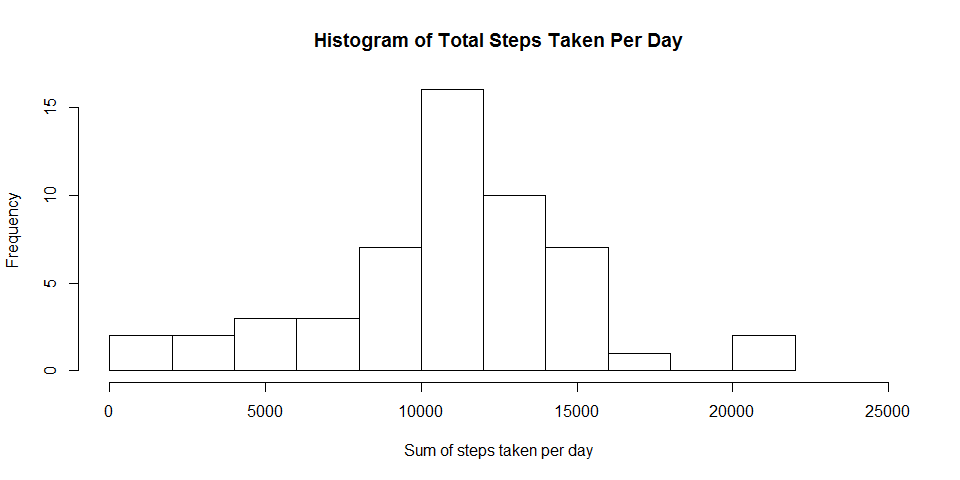 Histogram of Total Steps Taken Per Day
Frequency
15
10
5
0
0 5000 10000 15000 20000 25000
Sum of steps taken per day